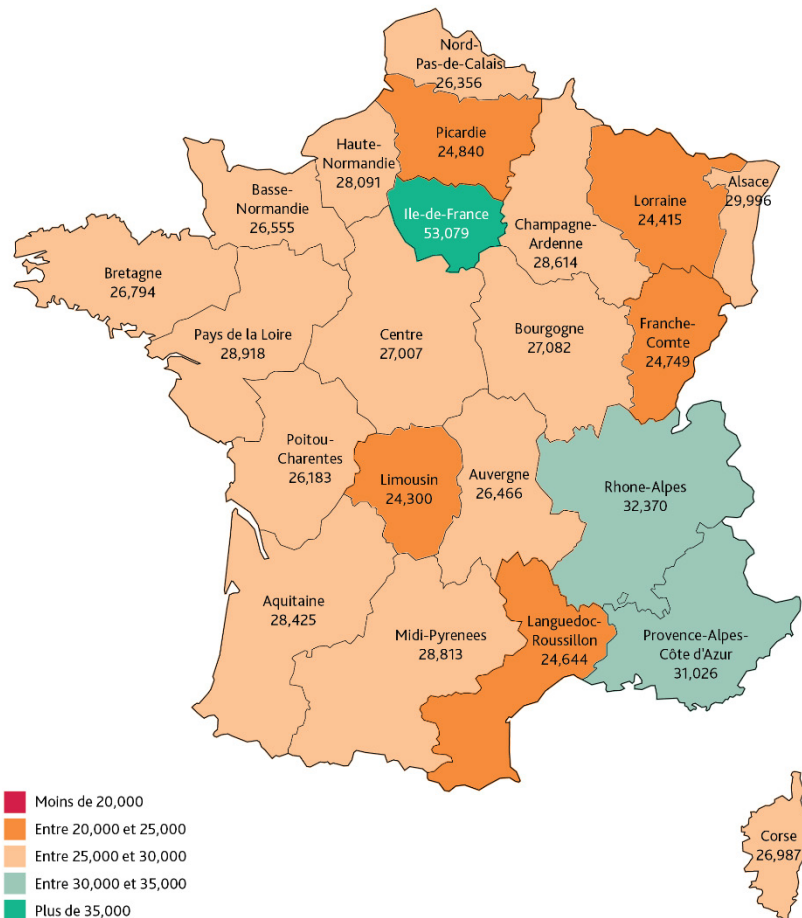 Nord-
Pas-de-Calais
26,356
Picardie
24,840
Haute-
Normandie
28,091
Basse-
Normandie
26,555
Ile-de-France
53,079
Champagne-
Ardenne
28,614
Lorraine
24,415
Alsace
29,996
Bretagne
26,794
Pays de la Loire
28,918
Centre
27,007
Bourgogne
27,082
Franche-
Comte
24,749
Poitou-
Charentes
26,183
Limousin
24,300
Auvergne
26,466
Rhone-Alpes
32,370
Aquitaine
28,425
Midi-Pyrenees
28,813
Languedoc-
Roussillon
24,644
Provence-Alpes-
Côte d'Azur
31,026
Corse
26,987
Moins de 20,000
Entre 20,000 et 25,000
Entre 25,000 et 30,000
Entre 30,000 et 35,000
Plus de 35,000